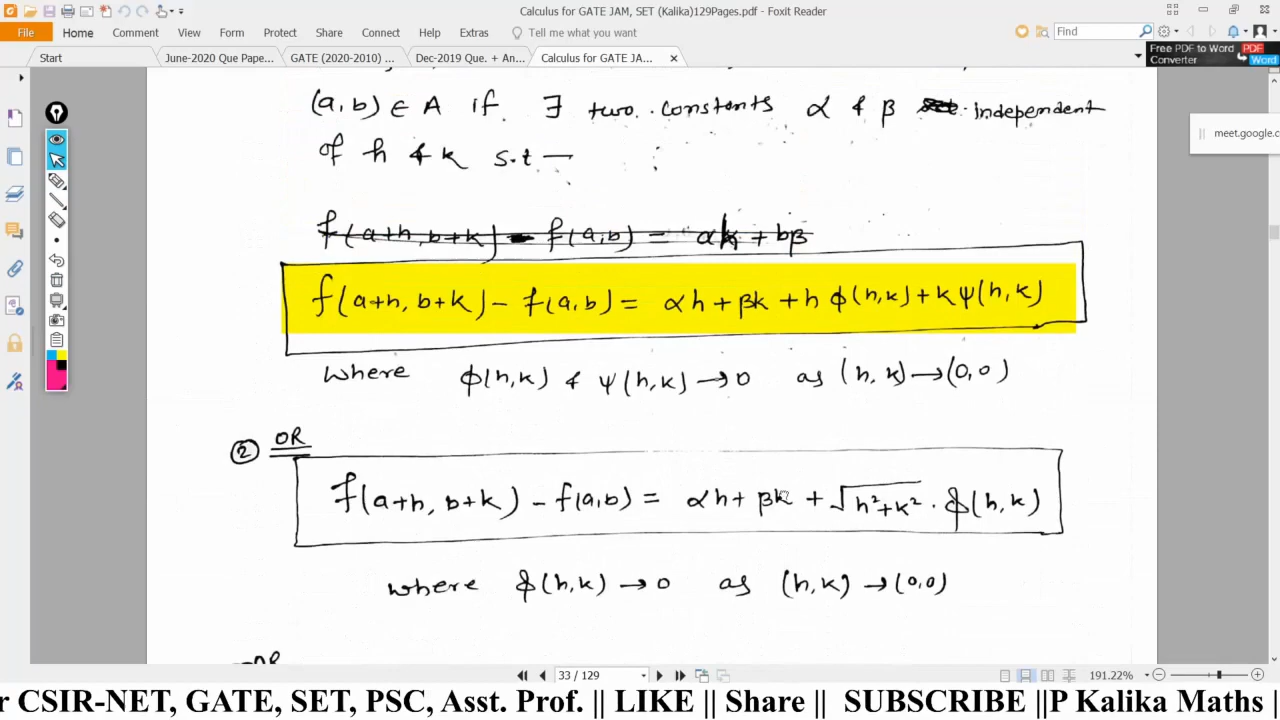 Calculus for GATE JAM, SET (Kalika)129Pages.pdf - Foxit Reader
File Home Comment View Form Protect Share Connect Help Extras Tell me what you want Find
Start June-2020 Que Pape... GATE (2020-2010) ... Dec-2019 Que. + An... Calculus for GATE JA... ×
Free PDF to Word Converter PDF Word
(a,b) ∈ A if ∃ two constants α & β independent
meet.google.c
of h & k s.t —
f(a+h, b+k) - f(a,b) = αh + bβ
f(a+h, b+k) - f(a,b) = αh + βk + h φ(h,k) + k ψ(h,k)
where φ(h,k) & ψ(h,k) → 0 as (h,k) → (0,0)
② OR
f(a+h, b+k) - f(a,b) = αh + βk + √h²+k² · φ(h,k)
where φ(h,k) → 0 as (h,k) → (0,0)
OR
33 / 129 191.22%
r CSIR-NET, GATE, SET, PSC, Asst. Prof. || LIKE || Share || SUBSCRIBE ||P Kalika Maths |